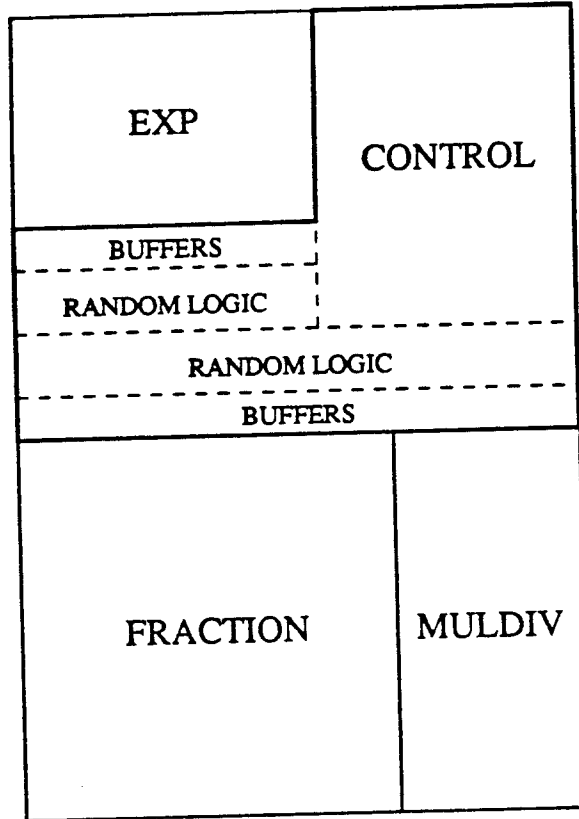 EXP
CONTROL
BUFFERS
RANDOM LOGIC
RANDOM LOGIC
BUFFERS
FRACTION
MULDIV